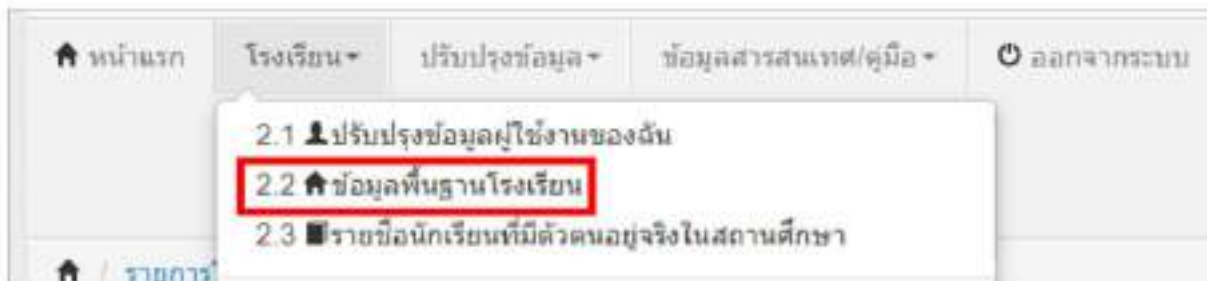 หน้าแรก โรงเรียน ปรับปรุงข้อมูล ข้อมูลสารสนเทศ/คู่มือ ออกจากระบบ
2.1 ปรับปรุงข้อมูลผู้ใช้งานของฉัน
2.2 ข้อมูลพื้นฐานโรงเรียน
2.3 รายชื่อนักเรียนที่มีตัวตนอยู่จริงในสถานศึกษา
/